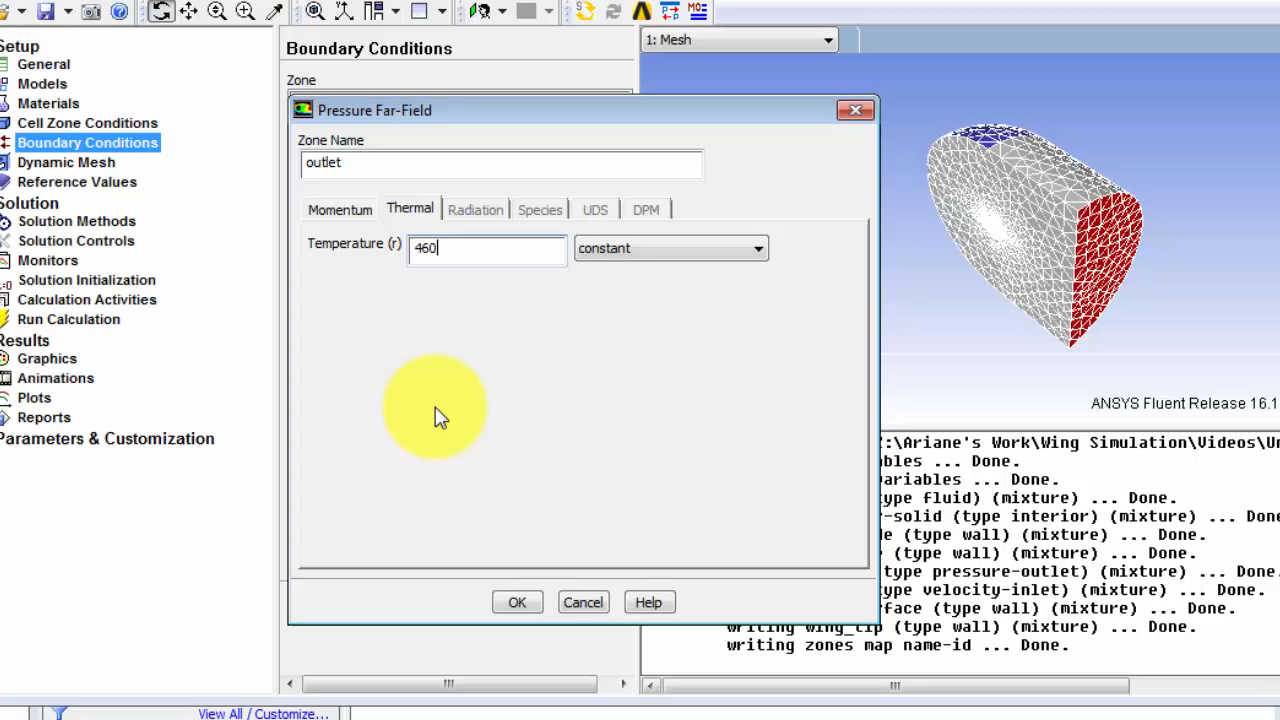 Setup
General
Models
Materials
Cell Zone Conditions
Boundary Conditions
Dynamic Mesh
Reference Values
Solution
Solution Methods
Solution Controls
Monitors
Solution Initialization
Calculation Activities
Run Calculation
Results
Graphics
Animations
Plots
Reports
Parameters & Customization
Boundary Conditions
Zone
Pressure Far-Field
Zone Name
outlet
Momentum Thermal Radiation Species UDS DPM
Temperature (r) 460 constant
OK Cancel Help
1: Mesh
ANSYS Fluent Release 16.1
:\Ariane's Work\Wing Simulation\Videos\Un
bles ... Done.
variables ... Done.
type fluid) (mixture) ... Done.
-solid (type interior) (mixture) ... Done
e (type wall) (mixture) ... Done.
(type wall) (mixture) ... Done.
type pressure-outlet) (mixture) ... Done.
type velocity-inlet) (mixture) ... Done.
rface (type wall) (mixture) ... Done.
writing wing_tip (type wall) (mixture) ... Done.
writing zones map name-id ... Done.
View All / Customize...